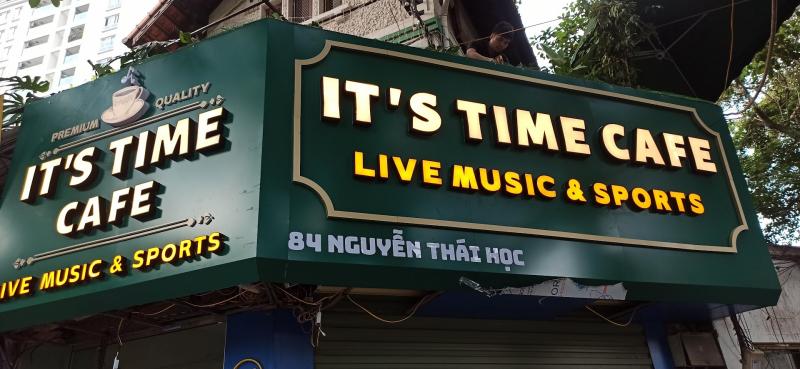 PREMIUM QUALITY
IT'S TIME
CAFE
LIVE MUSIC & SPORTS
IT'S TIME CAFE
LIVE MUSIC & SPORTS
84 NGUYỄN THÁI HỌC